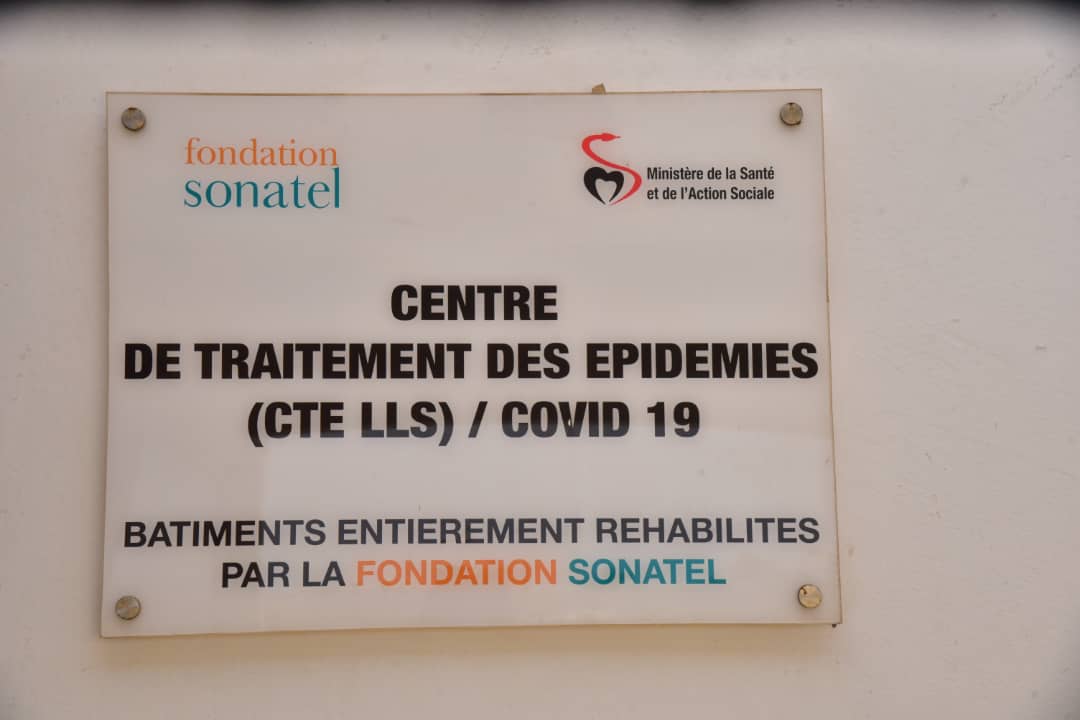 fondation
sonatel
Ministère de la Santé
et de l'Action Sociale
CENTRE
DE TRAITEMENT DES EPIDEMIES
(CTE LLS) / COVID 19
BATIMENTS ENTIEREMENT REHABILITES
PAR LA FONDATION SONATEL